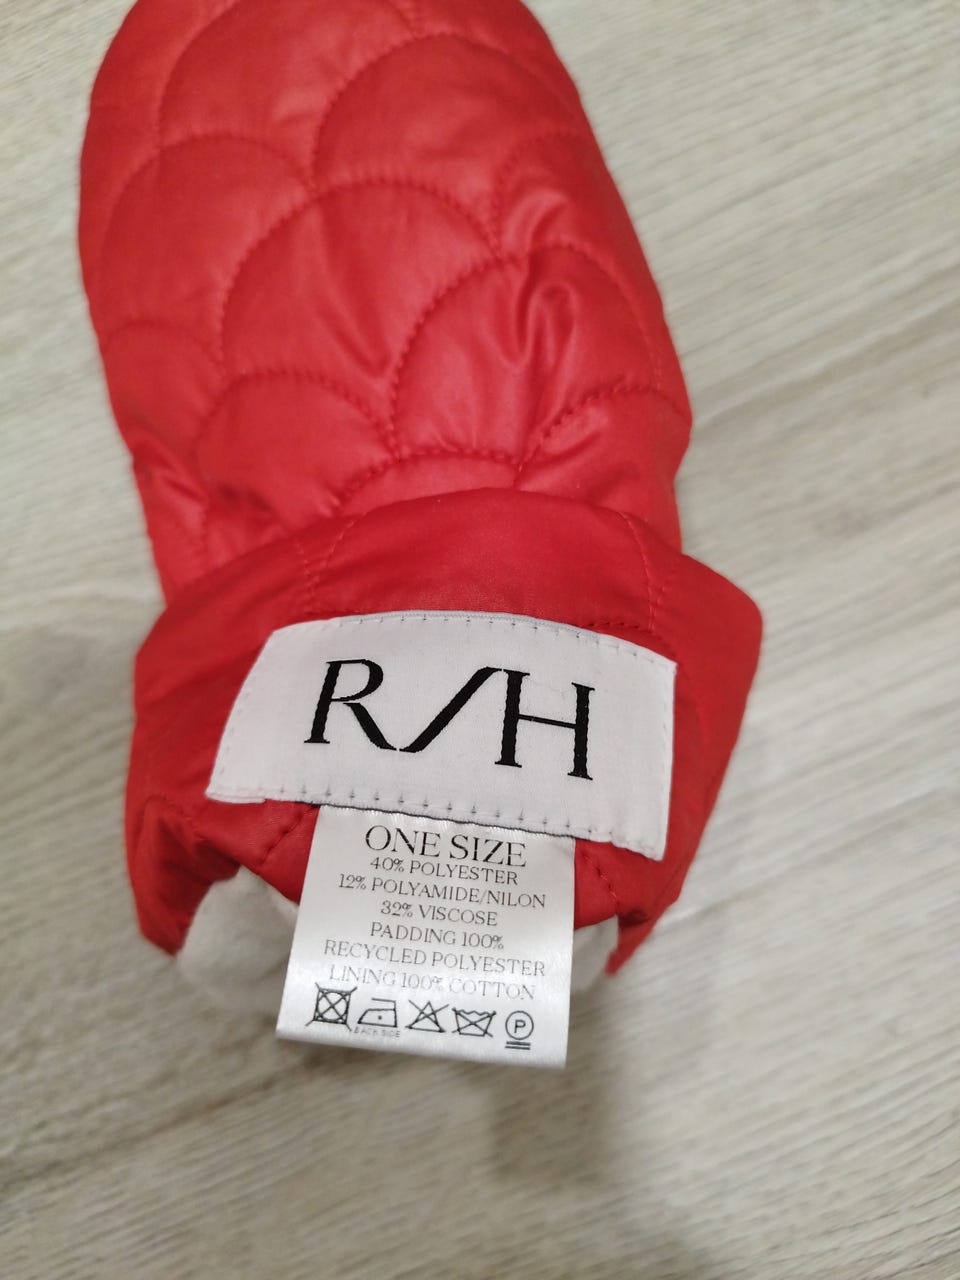 R/H
ONE SIZE
40% POLYESTER
12% POLYAMIDE/NILON
32% VISCOSE
PADDING 100%
RECYCLED POLYESTER
LINING 100% COTTON
BACK SIDE
P